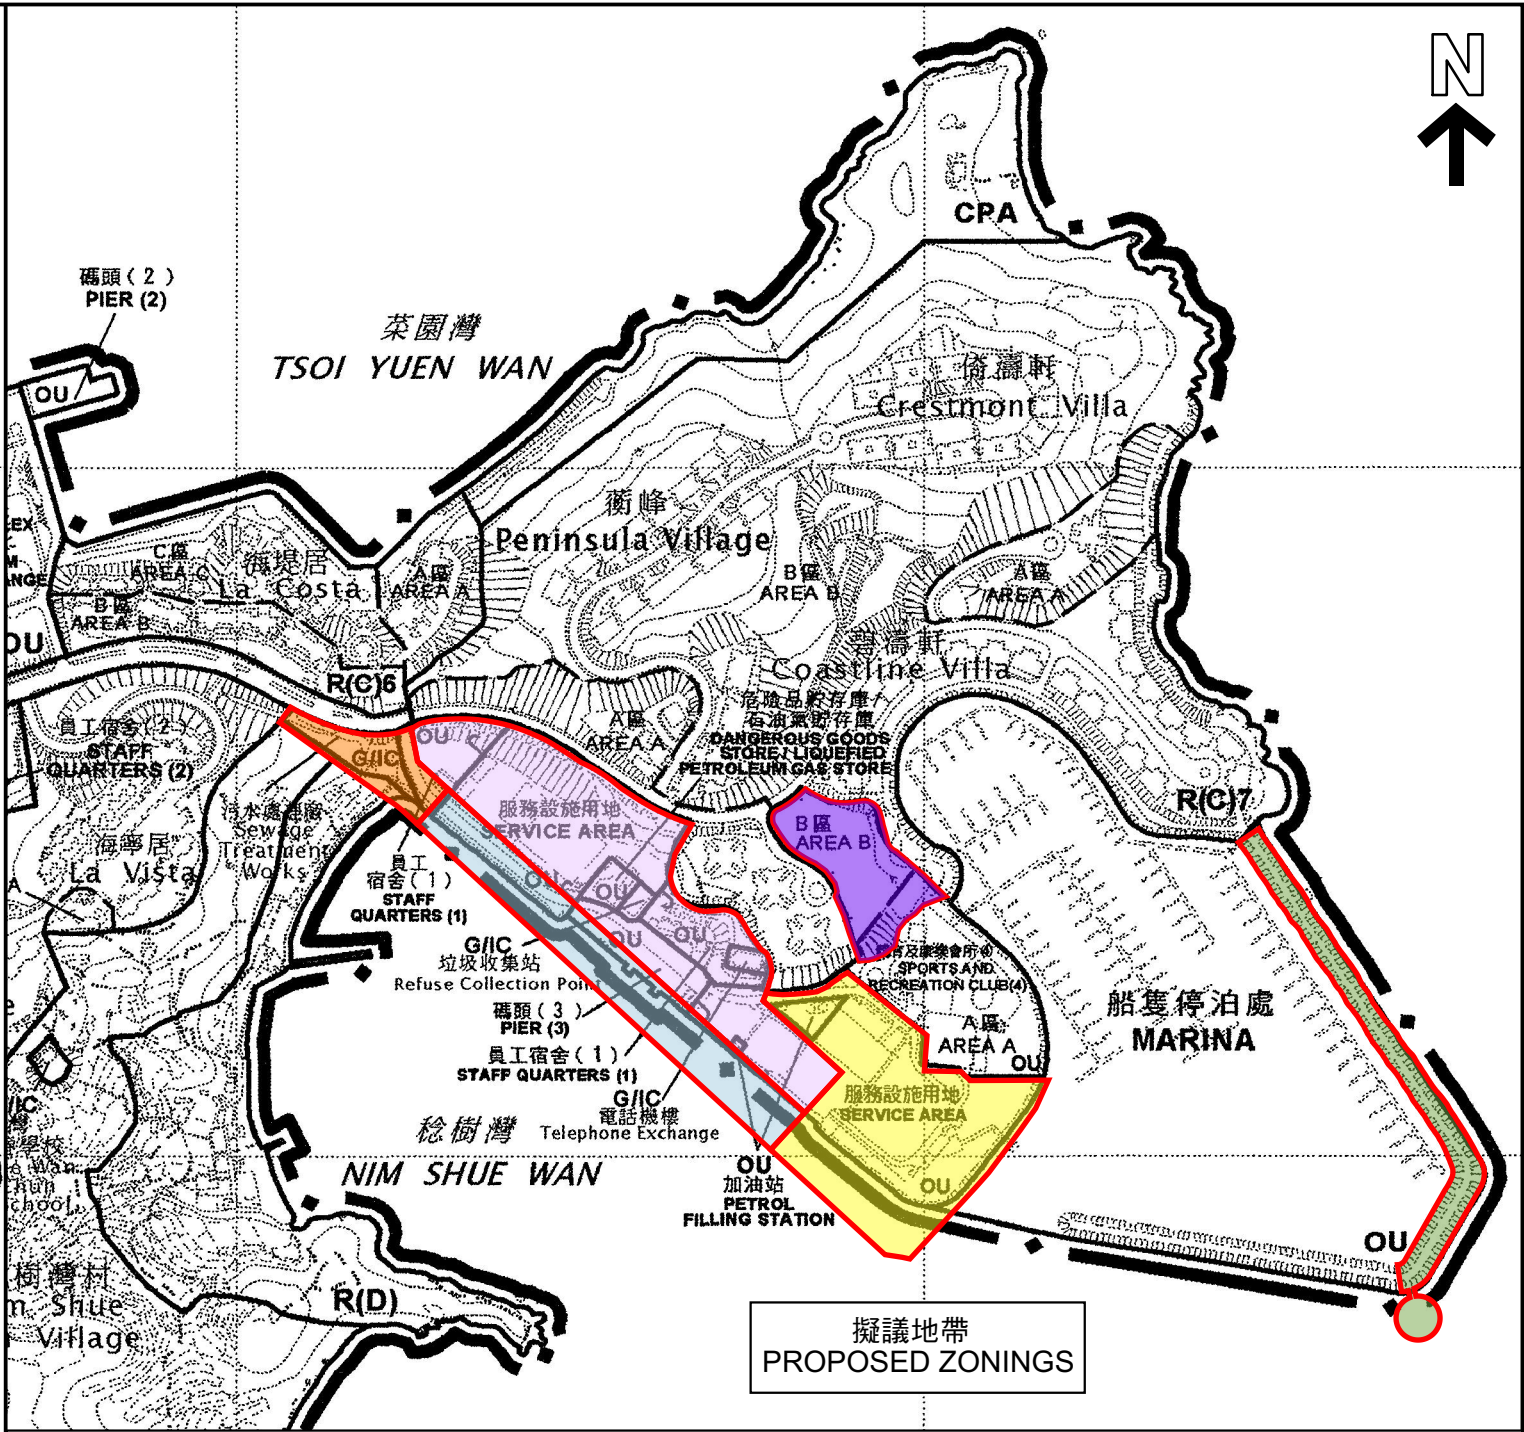 N
CPA
碼頭(2)
PIER (2)
OU
菜園灣
TSOI YUEN WAN
倚濤軒
Crestmont Villa
蘅峰
Peninsula Village
C區
AREA C
海堤居
La Costa
A區
AREA A
B區
AREA B
B區
AREA B
A區
AREA A
OU
碧濤軒
Coastline Villa
R(C)6
員工宿舍(2)
STAFF
QUARTERS (2)
OU
G/IC
A區
AREA A
危險品貯存庫/
石油氣貯存庫
DANGEROUS GOODS
STORE / LIQUEFIED
PETROLEUM GAS STORE
R(C)7
服務設施用地
SERVICE AREA
B區
AREA B
污水處理廠
Sewage
Treatment
Works
海寧居
La Vista
員工
宿舍(1)
STAFF
QUARTERS (1)
OU
OU
OU
OU
G/IC
垃圾收集站
Refuse Collection Point
SPORTS AND
RECREATION CLUB(4)
碼頭(3)
PIER (3)
船隻停泊處
MARINA
A區
AREA A
OU
員工宿舍(1)
STAFF QUARTERS (1)
G/IC
電話機樓
Telephone Exchange
服務設施用地
SERVICE AREA
稔樹灣
NIM SHUE WAN
OU
加油站
PETROL
FILLING STATION
OU
OU
R(D)
樹灣村
Shue
Village
擬議地帶
PROPOSED ZONINGS